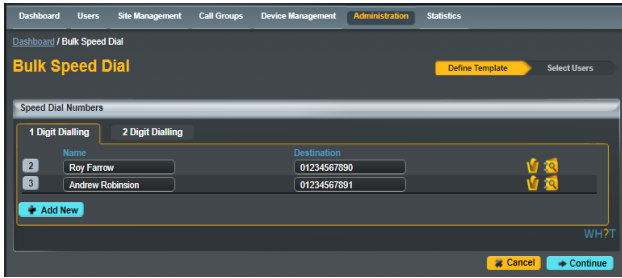 Dashboard Users Site Management Call Groups Device Management Administration Statistics
Dashboard / Bulk Speed Dial
Bulk Speed Dial
Define Template Select Users
Speed Dial Numbers
1 Digit Dialling 2 Digit Dialling
Name Destination
2 Roy Farrow 01234567890
3 Andrew Robinsion 01234567891
Add New
WH?T
Cancel Continue